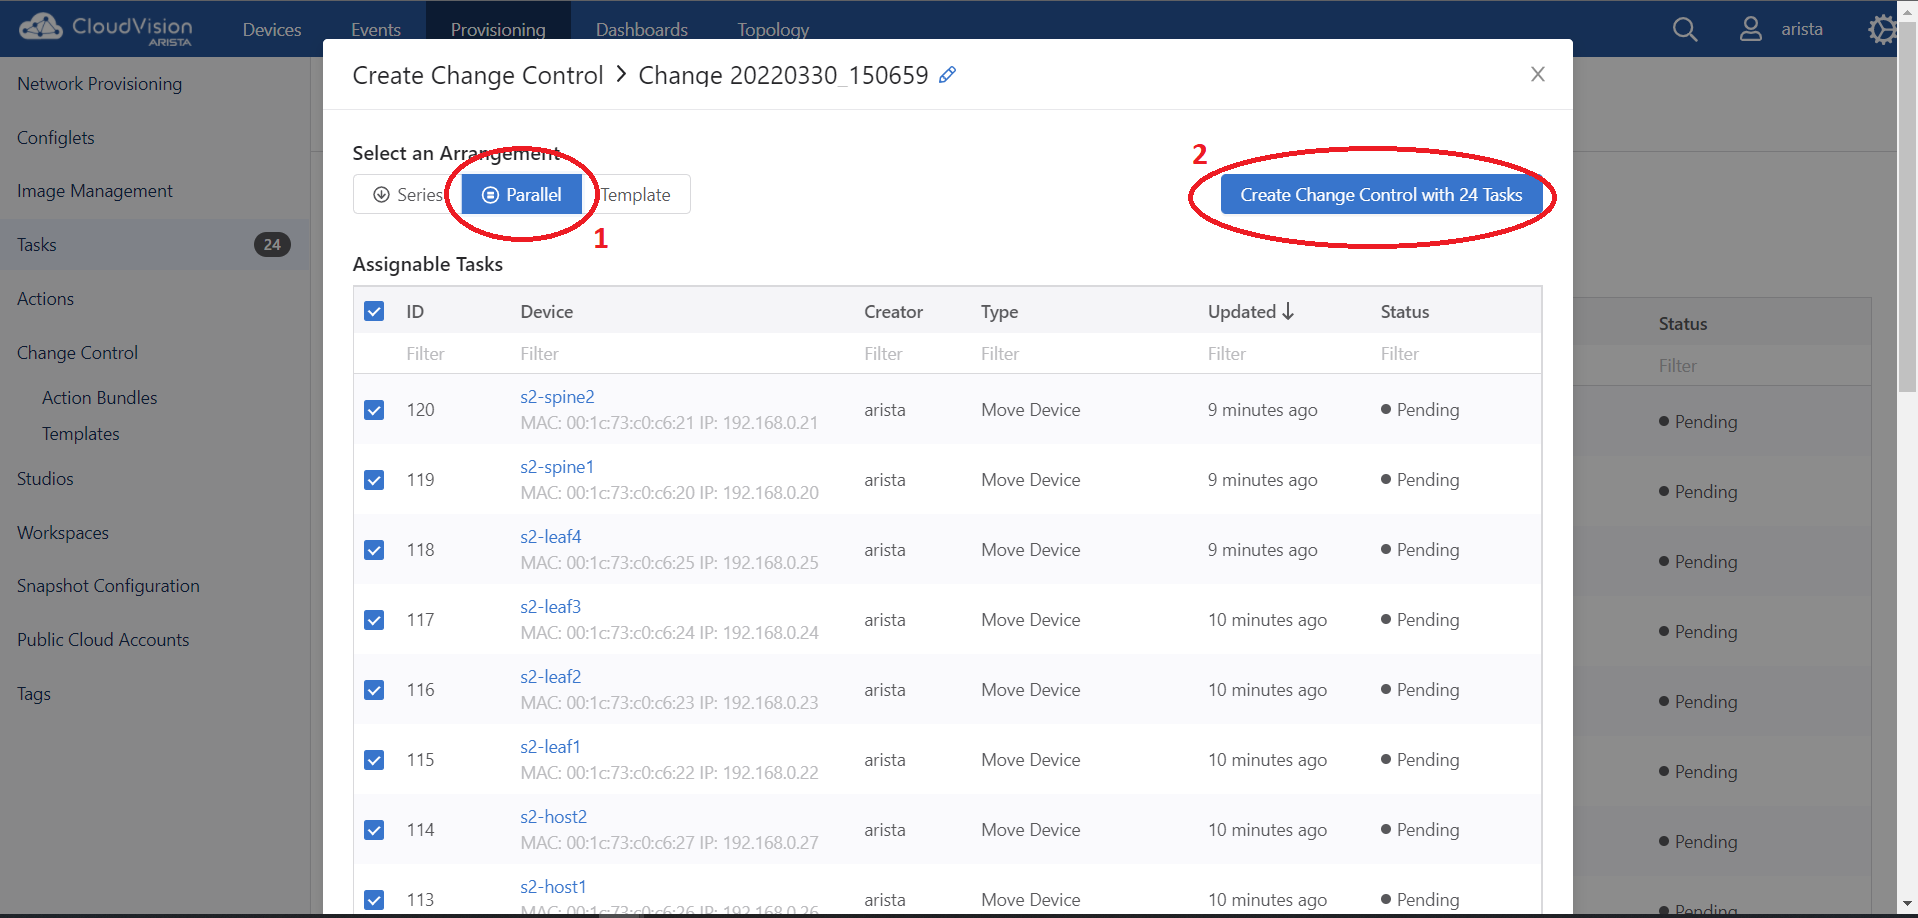 CloudVision
ARISTA
Devices
Events
Provisioning
Dashboards
Topology
arista
Network Provisioning
Configlets
Image Management
Tasks 24
Actions
Change Control
Action Bundles
Templates
Studios
Workspaces
Snapshot Configuration
Public Cloud Accounts
Tags
Create Change Control > Change 20220330_150659
Select an Arrangement
Series Parallel Template
1
2
Create Change Control with 24 Tasks
Assignable Tasks
ID Device Creator Type Updated Status
Filter Filter Filter Filter Filter Filter
120 s2-spine2 arista Move Device 9 minutes ago Pending
MAC: 00:1c:73:c0:c6:21 IP: 192.168.0.21
119 s2-spine1 arista Move Device 9 minutes ago Pending
MAC: 00:1c:73:c0:c6:20 IP: 192.168.0.20
118 s2-leaf4 arista Move Device 9 minutes ago Pending
MAC: 00:1c:73:c0:c6:25 IP: 192.168.0.25
117 s2-leaf3 arista Move Device 10 minutes ago Pending
MAC: 00:1c:73:c0:c6:24 IP: 192.168.0.24
116 s2-leaf2 arista Move Device 10 minutes ago Pending
MAC: 00:1c:73:c0:c6:23 IP: 192.168.0.23
115 s2-leaf1 arista Move Device 10 minutes ago Pending
MAC: 00:1c:73:c0:c6:22 IP: 192.168.0.22
114 s2-host2 arista Move Device 10 minutes ago Pending
MAC: 00:1c:73:c0:c6:27 IP: 192.168.0.27
113 s2-host1 arista Move Device 10 minutes ago Pending
MAC: 00:1c:73:c0:c6:26 IP: 192.168.0.26
Status
Filter
Pending
Pending
Pending
Pending
Pending
Pending
Pending
Pending